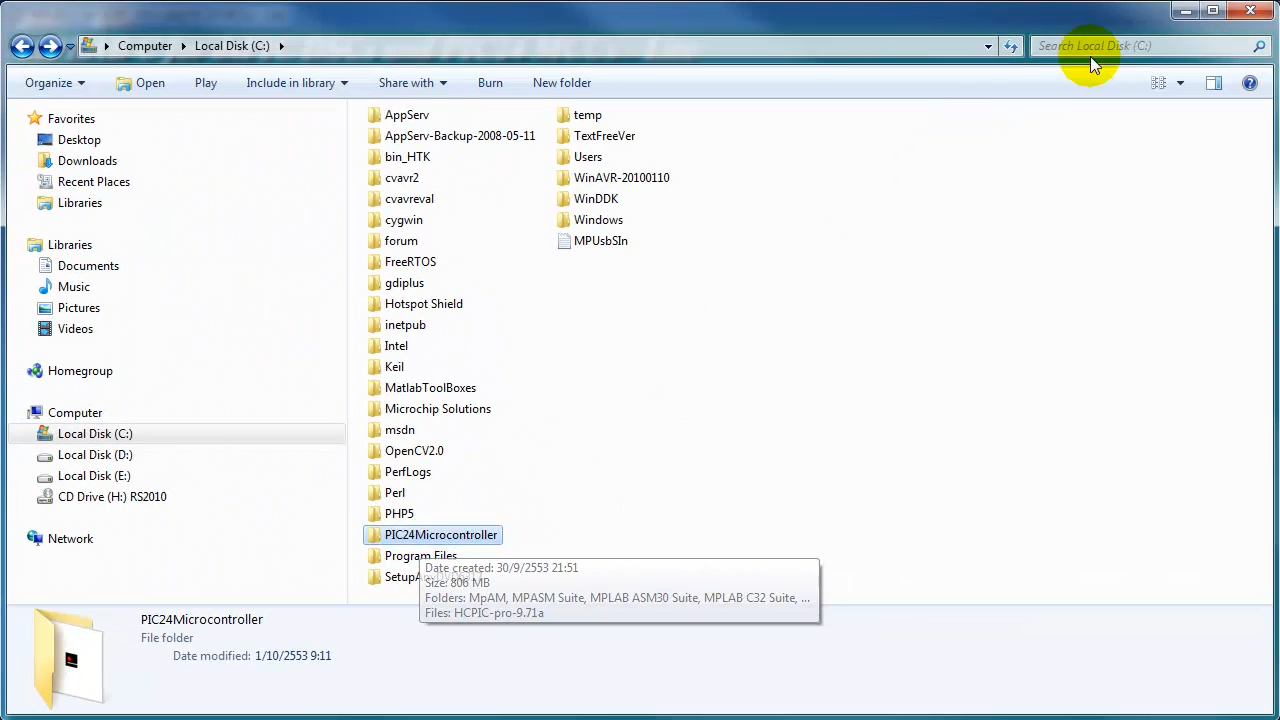 Computer Local Disk (C:)
Search Local Disk (C:)
Organize Open Play Include in library Share with Burn New folder
Favorites
Desktop
Downloads
Recent Places
Libraries
Libraries
Documents
Music
Pictures
Videos
Homegroup
Computer
Local Disk (C:)
Local Disk (D:)
Local Disk (E:)
CD Drive (H:) RS2010
Network
AppServ
AppServ-Backup-2008-05-11
bin_HTK
cvavr2
cvavreval
cygwin
forum
FreeRTOS
gdiplus
Hotspot Shield
inetpub
Intel
Keil
MatlabToolBoxes
Microchip Solutions
msdn
OpenCV2.0
PerfLogs
Perl
PHP5
PIC24Microcontroller
Program Files
temp
TextFreeVer
Users
WinAVR-20100110
WinDDK
Windows
MPUsbSIn
Date created: 30/9/2553 21:51
Size: 806 MB
Folders: MpAM, MPASM Suite, MPLAB ASM30 Suite, MPLAB C32 Suite, ...
Files: HCPIC-pro-9.71a
PIC24Microcontroller
File folder
Date modified: 1/10/2553 9:11